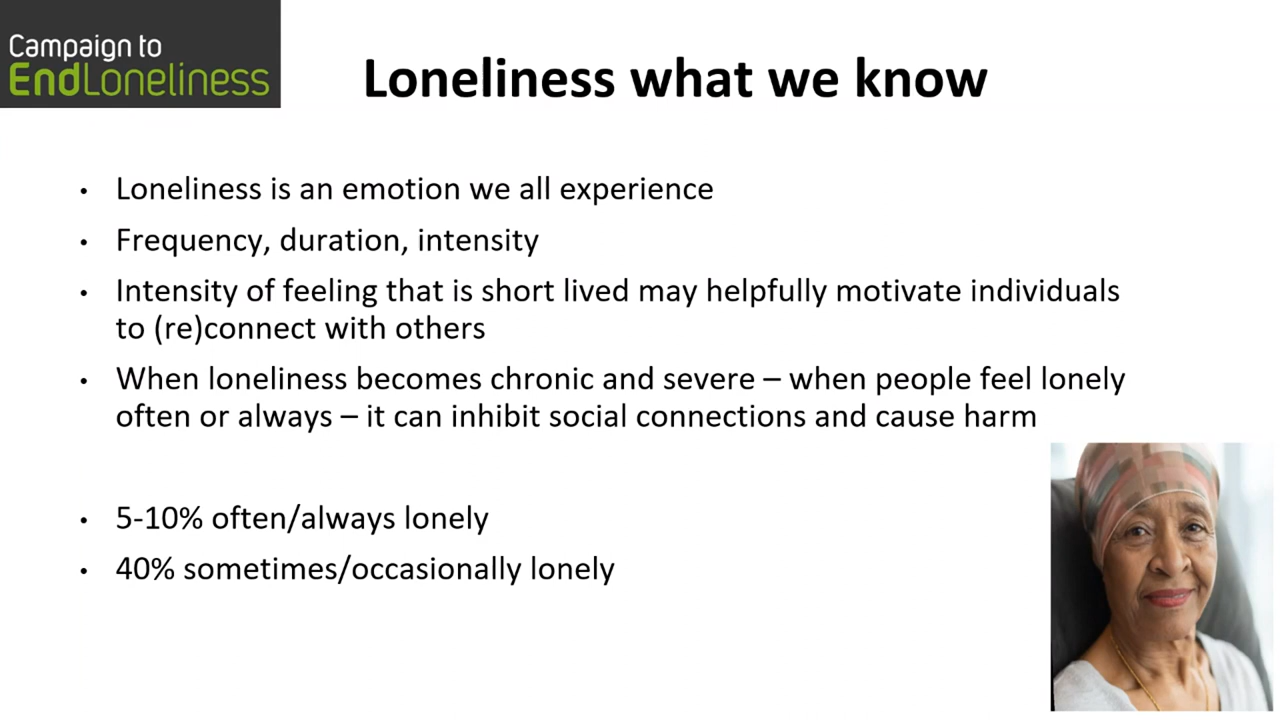 Campaign to
EndLoneliness
Loneliness what we know
• Loneliness is an emotion we all experience
• Frequency, duration, intensity
• Intensity of feeling that is short lived may helpfully motivate individuals
to (re)connect with others
• When loneliness becomes chronic and severe – when people feel lonely
often or always – it can inhibit social connections and cause harm
• 5-10% often/always lonely
• 40% sometimes/occasionally lonely